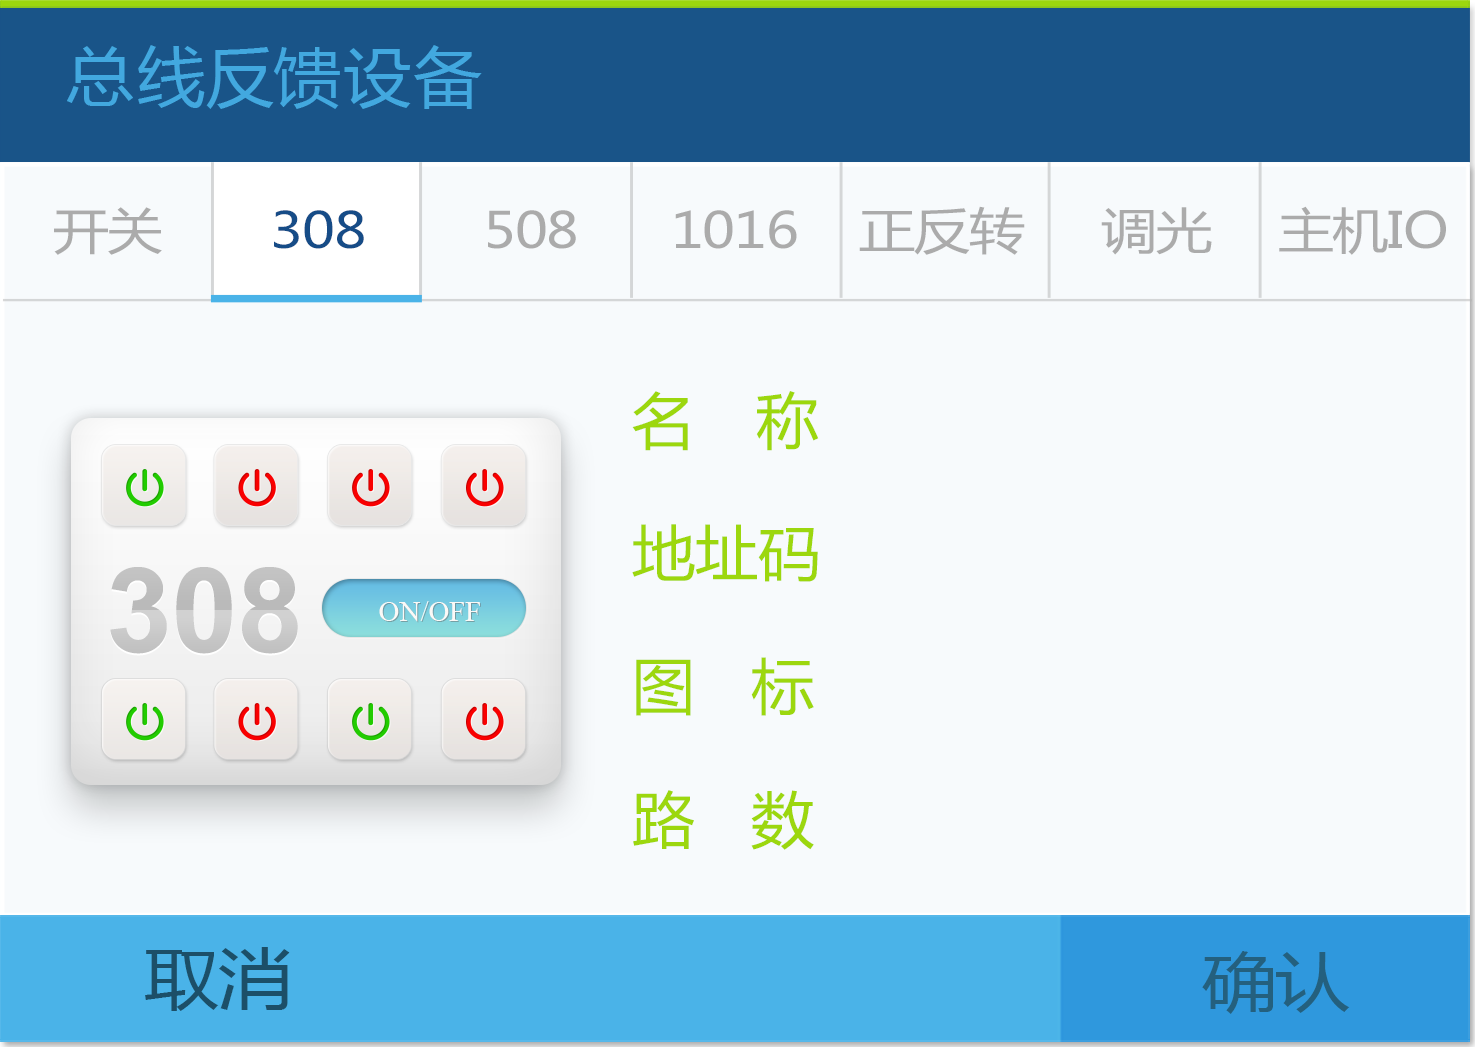 总线反馈设备
开关 308 508 1016 正反转 调光 主机IO
名 称
地址码
308 ON/OFF
图 标
路 数
取消 确认